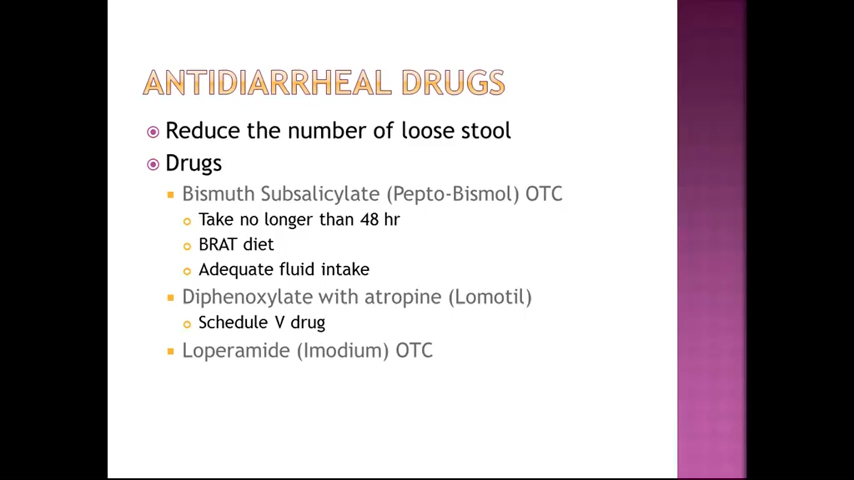 ANTIDIARRHEAL DRUGS
Reduce the number of loose stool
Drugs
Bismuth Subsalicylate (Pepto-Bismol) OTC
Take no longer than 48 hr
BRAT diet
Adequate fluid intake
Diphenoxylate with atropine (Lomotil)
Schedule V drug
Loperamide (Imodium) OTC